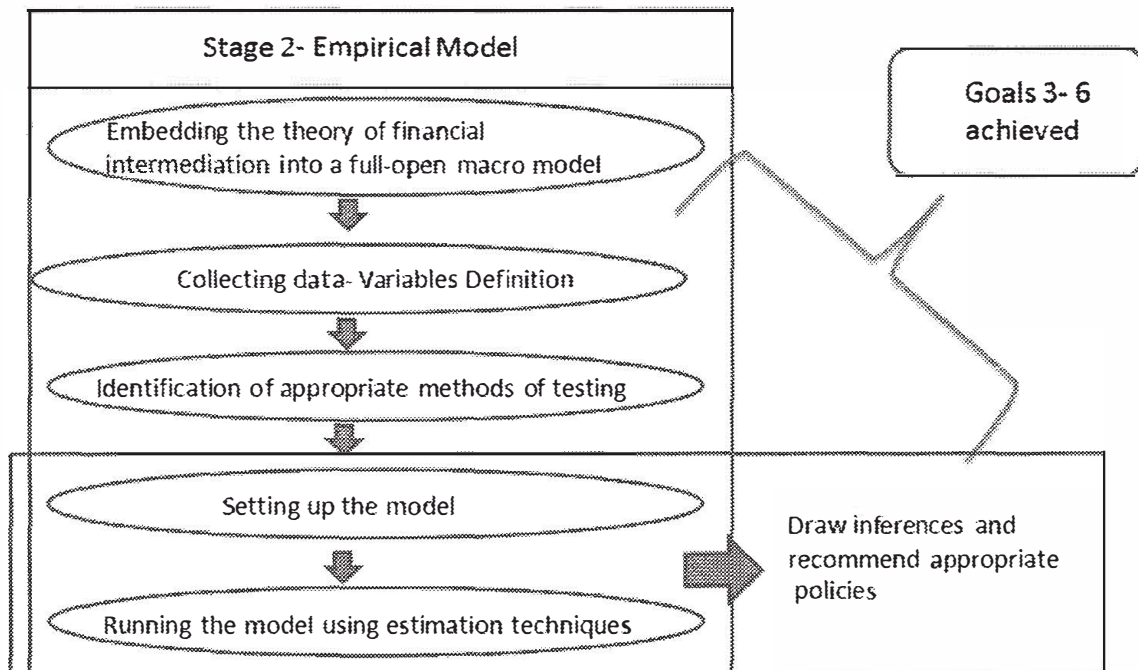 Stage 2- Empirical Model
Goals 3- 6
achieved
Embedding the theory of financial
intermediation into a full-open macro model
Collecting data- Variables Definition
Identification of appropriate methods of testing
Setting up the model
Draw inferences and
recommend appropriate
policies
Running the model using estimation techniques